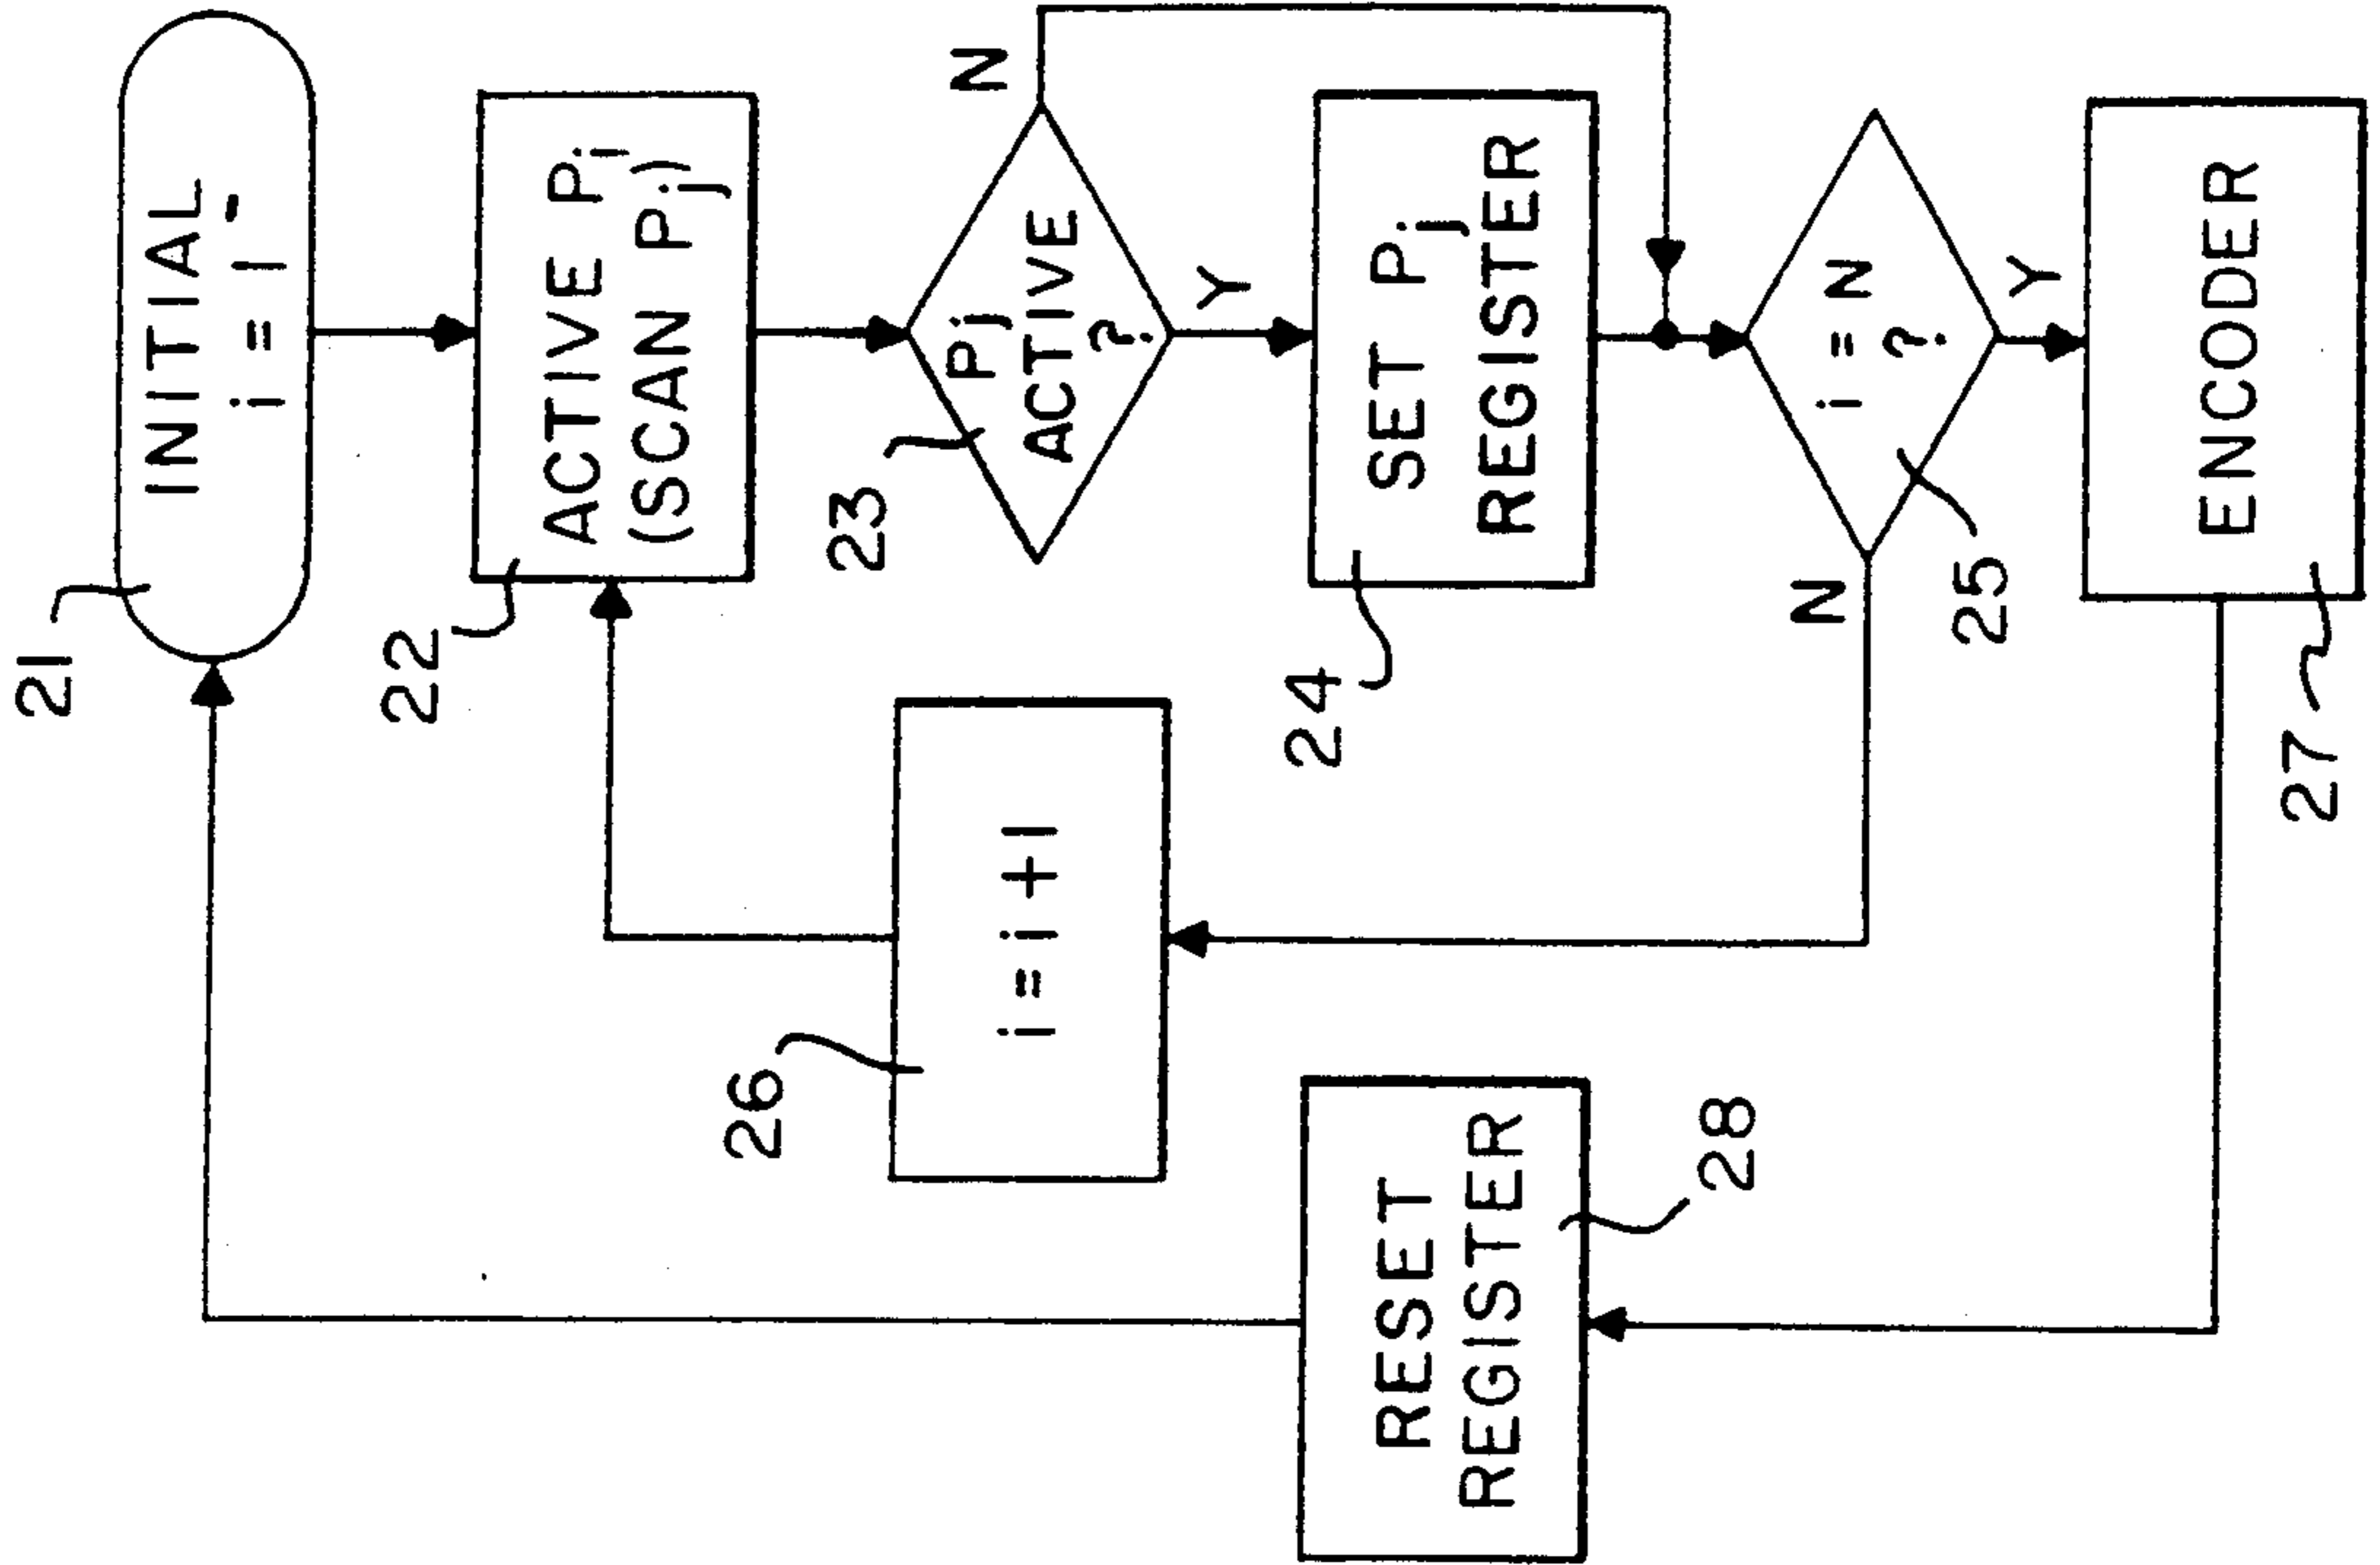 21
INITIAL
i = 1
22
ACTIVE Pi
(SCAN Pj)
23
Pj
ACTIVE
?
N
Y
24
SET Pj
REGISTER
25
i = N
?
N
Y
26
i = i + 1
27
ENCODER
28
RESET
REGISTER